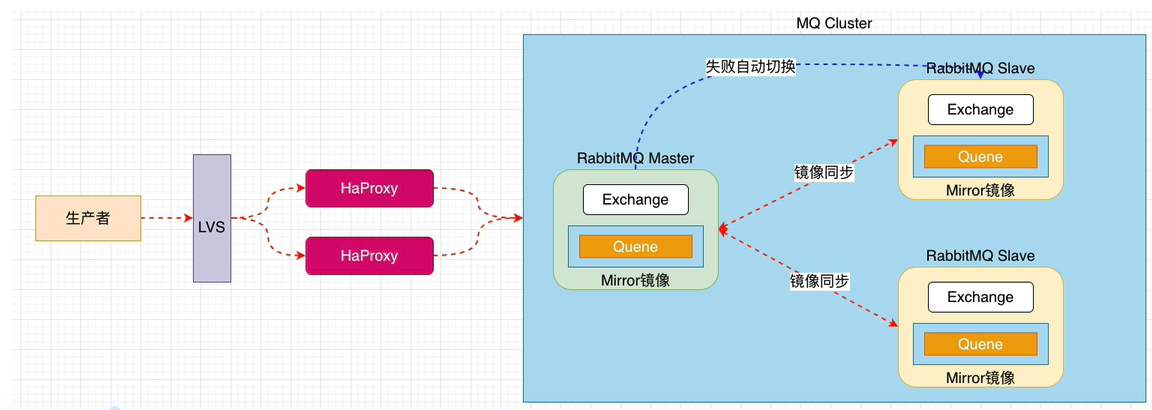 MQ Cluster
失败自动切换
RabbitMQ Slave
Exchange
Quene
Mirror镜像
RabbitMQ Master
Exchange
Quene
Mirror镜像
镜像同步
镜像同步
生产者
LVS
HaProxy
HaProxy
RabbitMQ Slave
Exchange
Quene
Mirror镜像